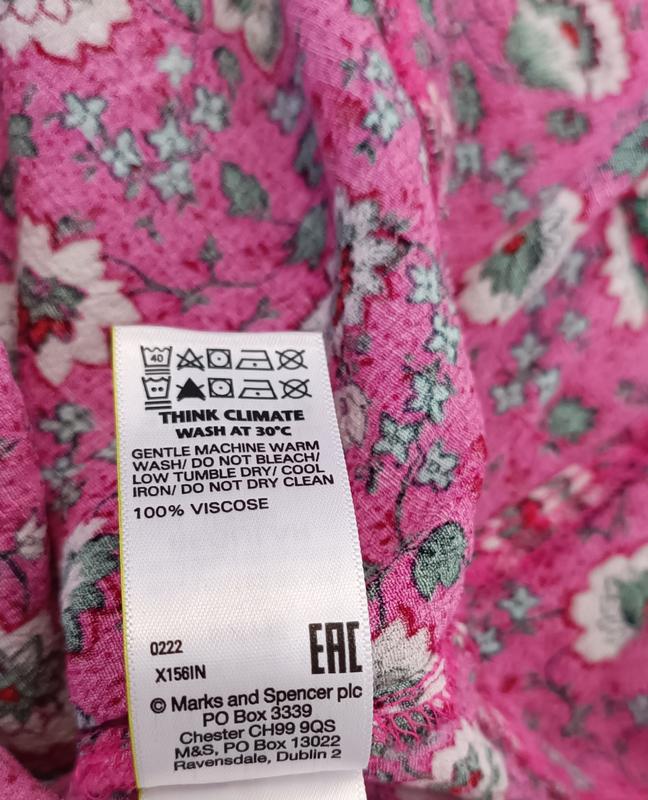 40
THINK CLIMATE
WASH AT 30°C
GENTLE MACHINE WARM
WASH/ DO NOT BLEACH/
LOW TUMBLE DRY/ COOL
IRON/ DO NOT DRY CLEAN
100% VISCOSE
0222
EAC
X156IN
© Marks and Spencer plc
PO Box 3339
Chester CH99 9QS
M&S, PO Box 13022
Ravensdale, Dublin 2